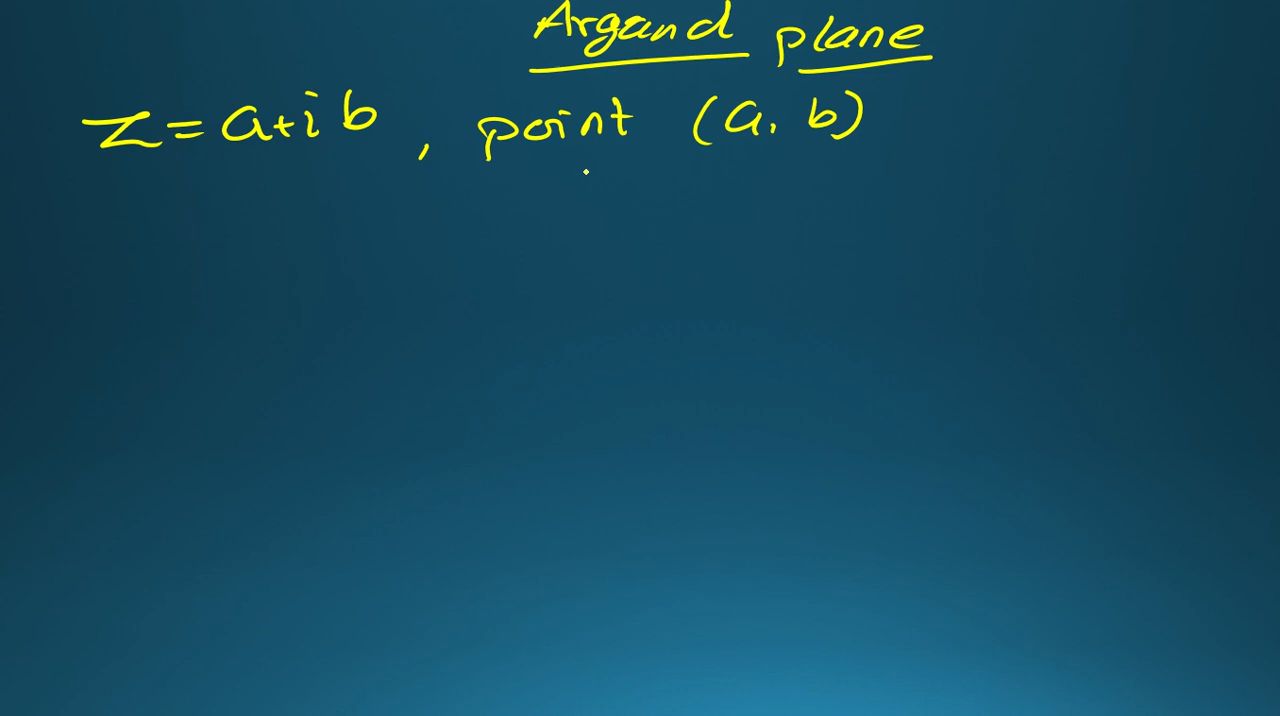 Argand plane
z = a+ib, point (a, b)